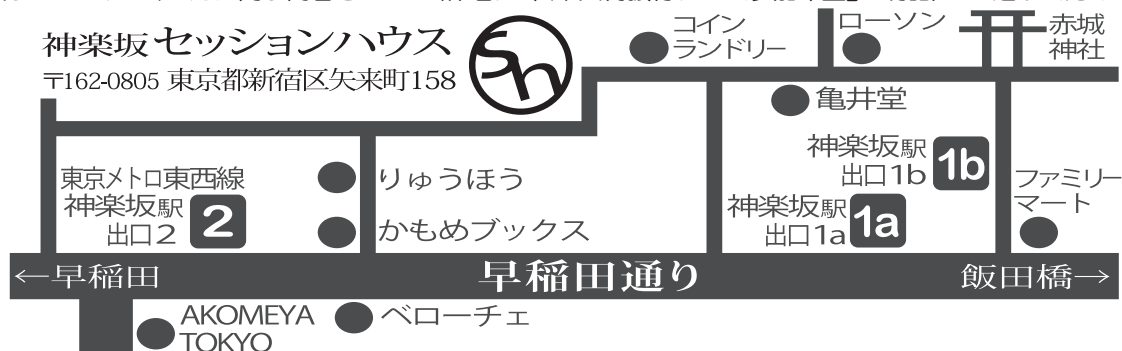 神楽坂セッションハウス
〒162-0805 東京都新宿区矢来町158
sh
コイン
ランドリー
ローソン
赤城
神社
亀井堂
神楽坂駅
出口1b
1b
ファミリー
マート
東京メトロ東西線
神楽坂駅
出口2
2
りゅうほう
かもめブックス
神楽坂駅
出口1a
1a
←早稲田
早稲田通り
飯田橋→
AKOMEYA
TOKYO
ベローチェ